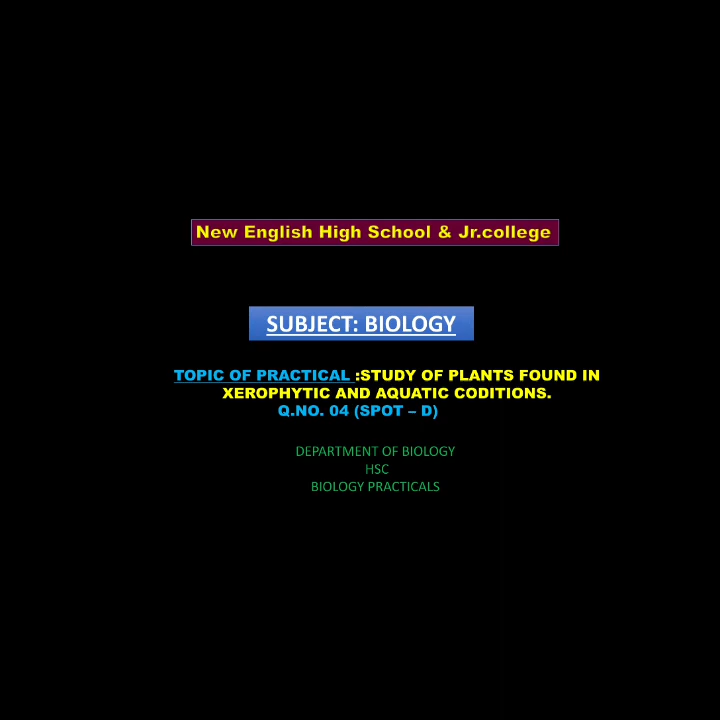 New English High School & Jr.college
SUBJECT: BIOLOGY
TOPIC OF PRACTICAL :STUDY OF PLANTS FOUND IN
XEROPHYTIC AND AQUATIC CODITIONS.
Q.NO. 04 (SPOT – D)
DEPARTMENT OF BIOLOGY
HSC
BIOLOGY PRACTICALS